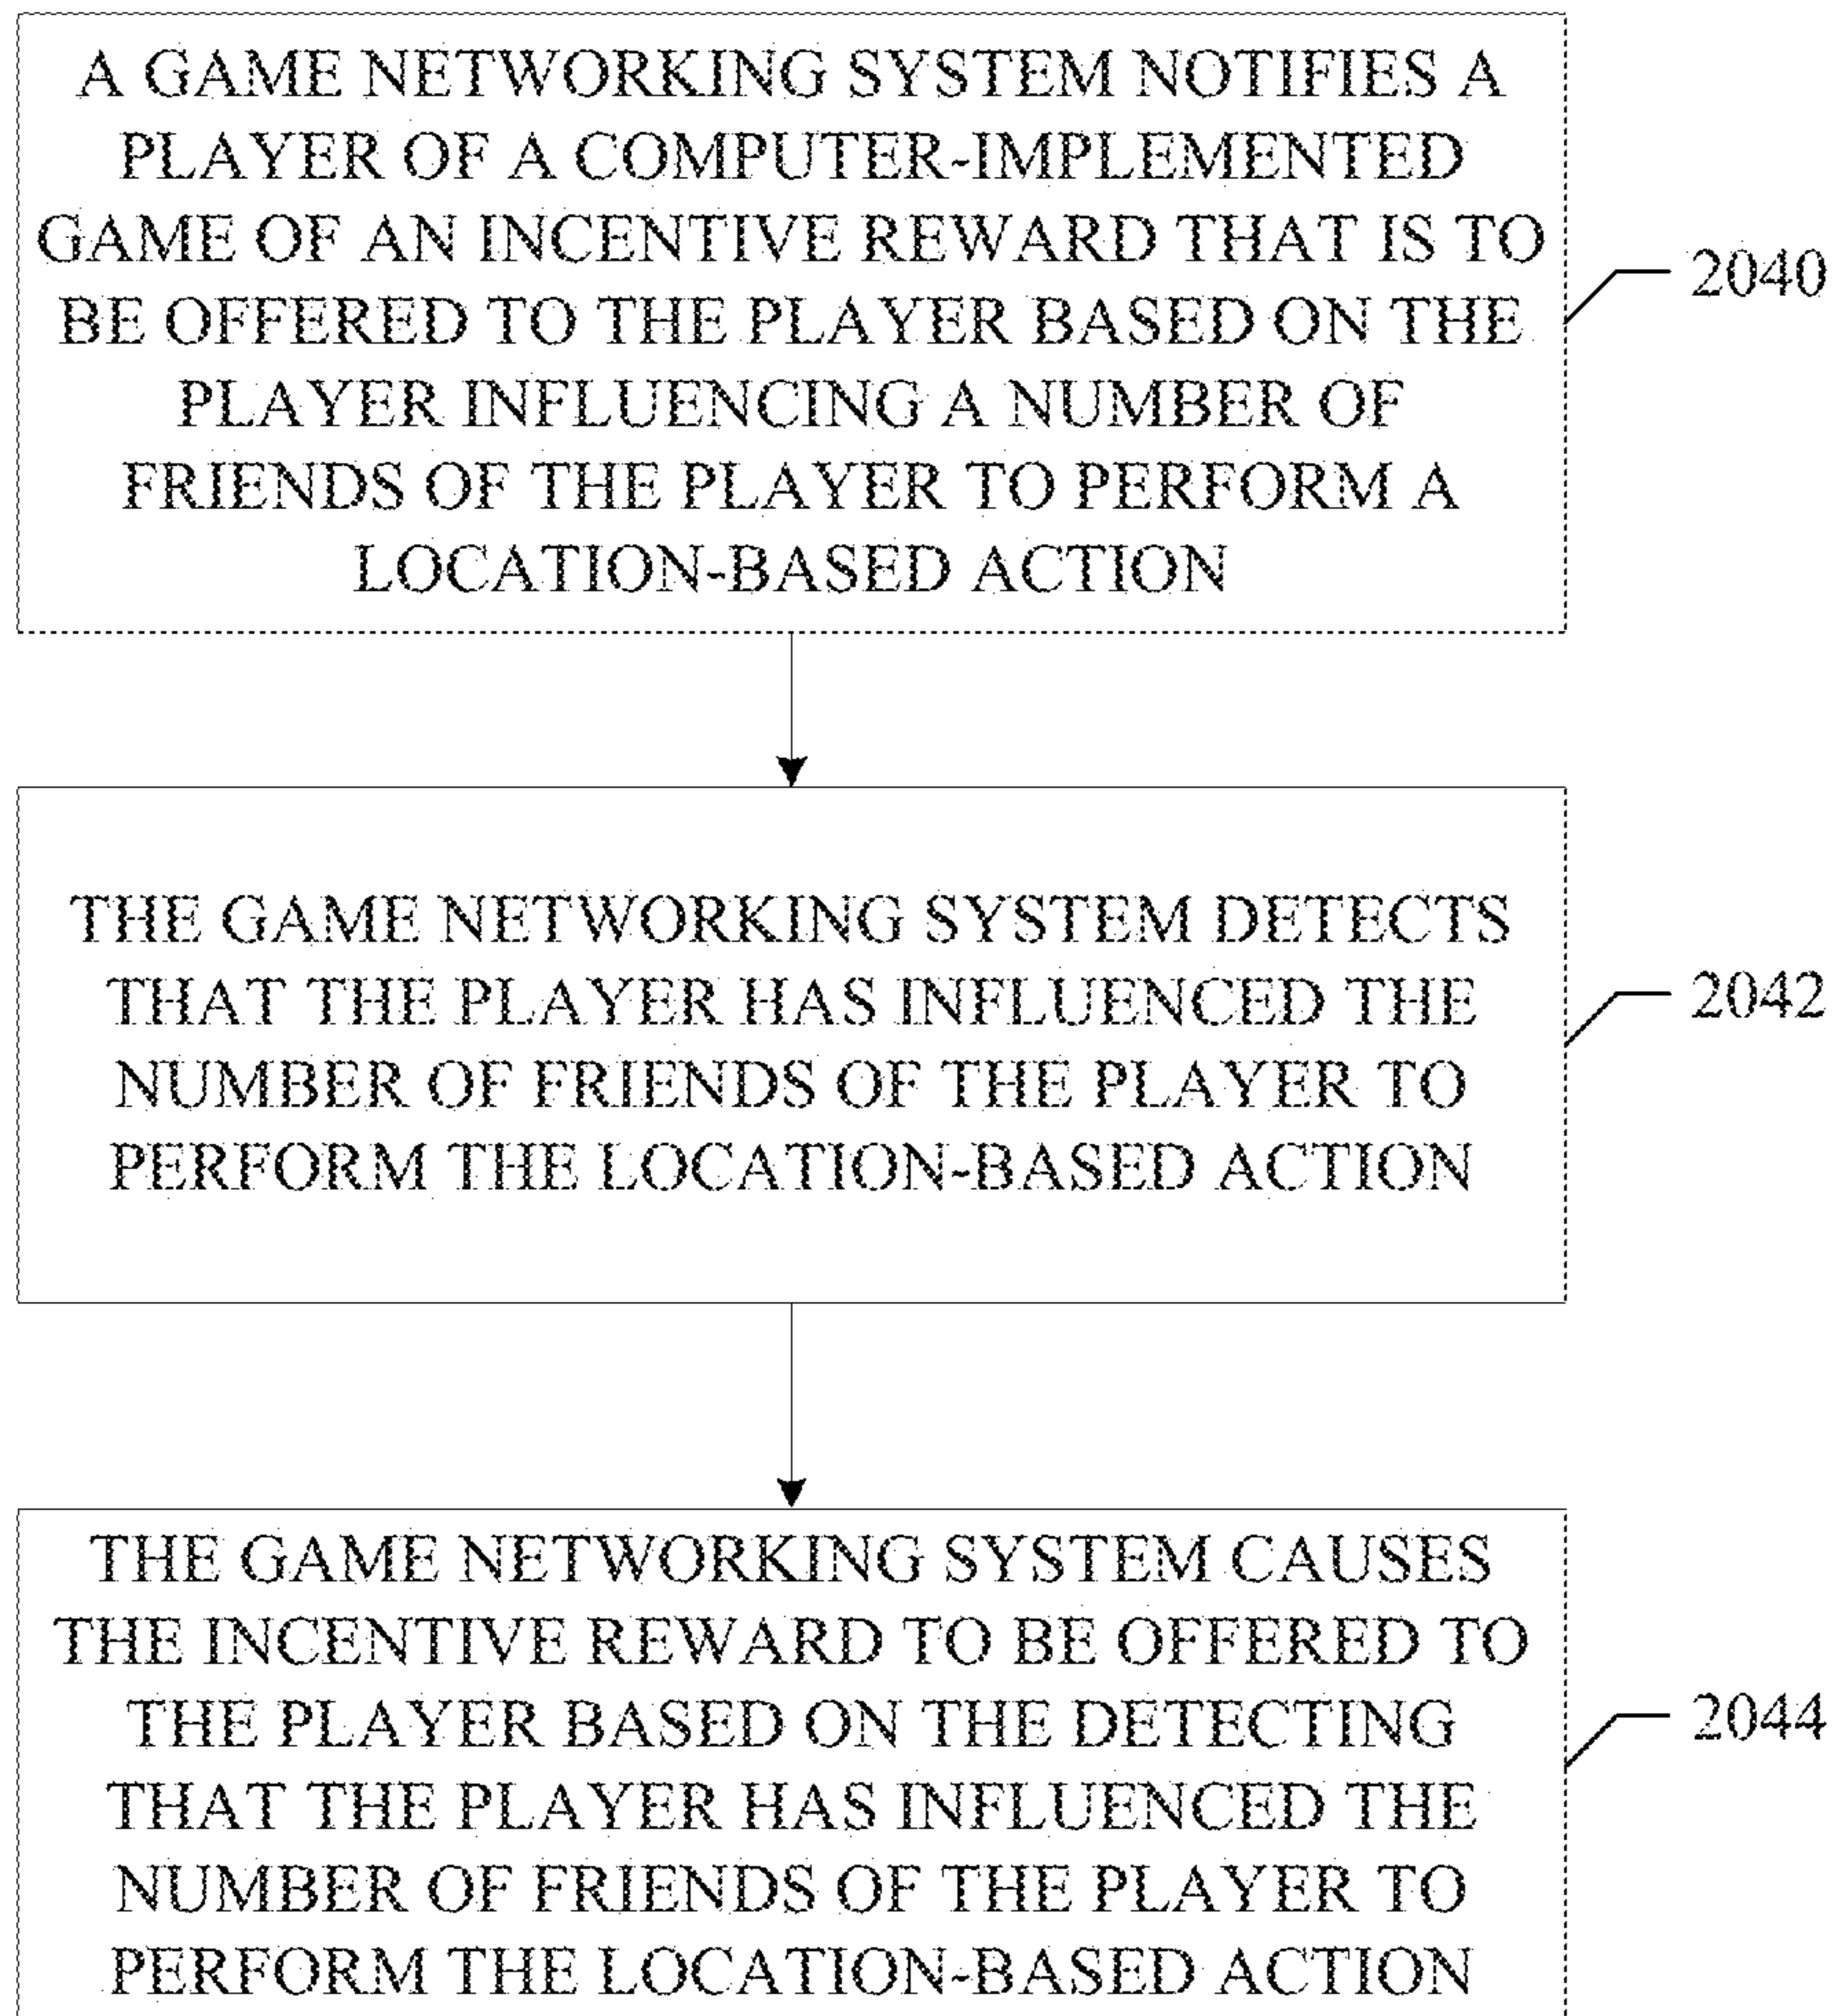 A GAME NETWORKING SYSTEM NOTIFIES A
PLAYER OF A COMPUTER-IMPLEMENTED
GAME OF AN INCENTIVE REWARD THAT IS TO
BE OFFERED TO THE PLAYER BASED ON THE
PLAYER INFLUENCING A NUMBER OF
FRIENDS OF THE PLAYER TO PERFORM A
LOCATION-BASED ACTION
2040
THE GAME NETWORKING SYSTEM DETECTS
THAT THE PLAYER HAS INFLUENCED THE
NUMBER OF FRIENDS OF THE PLAYER TO
PERFORM THE LOCATION-BASED ACTION
2042
THE GAME NETWORKING SYSTEM CAUSES
THE INCENTIVE REWARD TO BE OFFERED TO
THE PLAYER BASED ON THE DETECTING
THAT THE PLAYER HAS INFLUENCED THE
NUMBER OF FRIENDS OF THE PLAYER TO
PERFORM THE LOCATION-BASED ACTION
2044